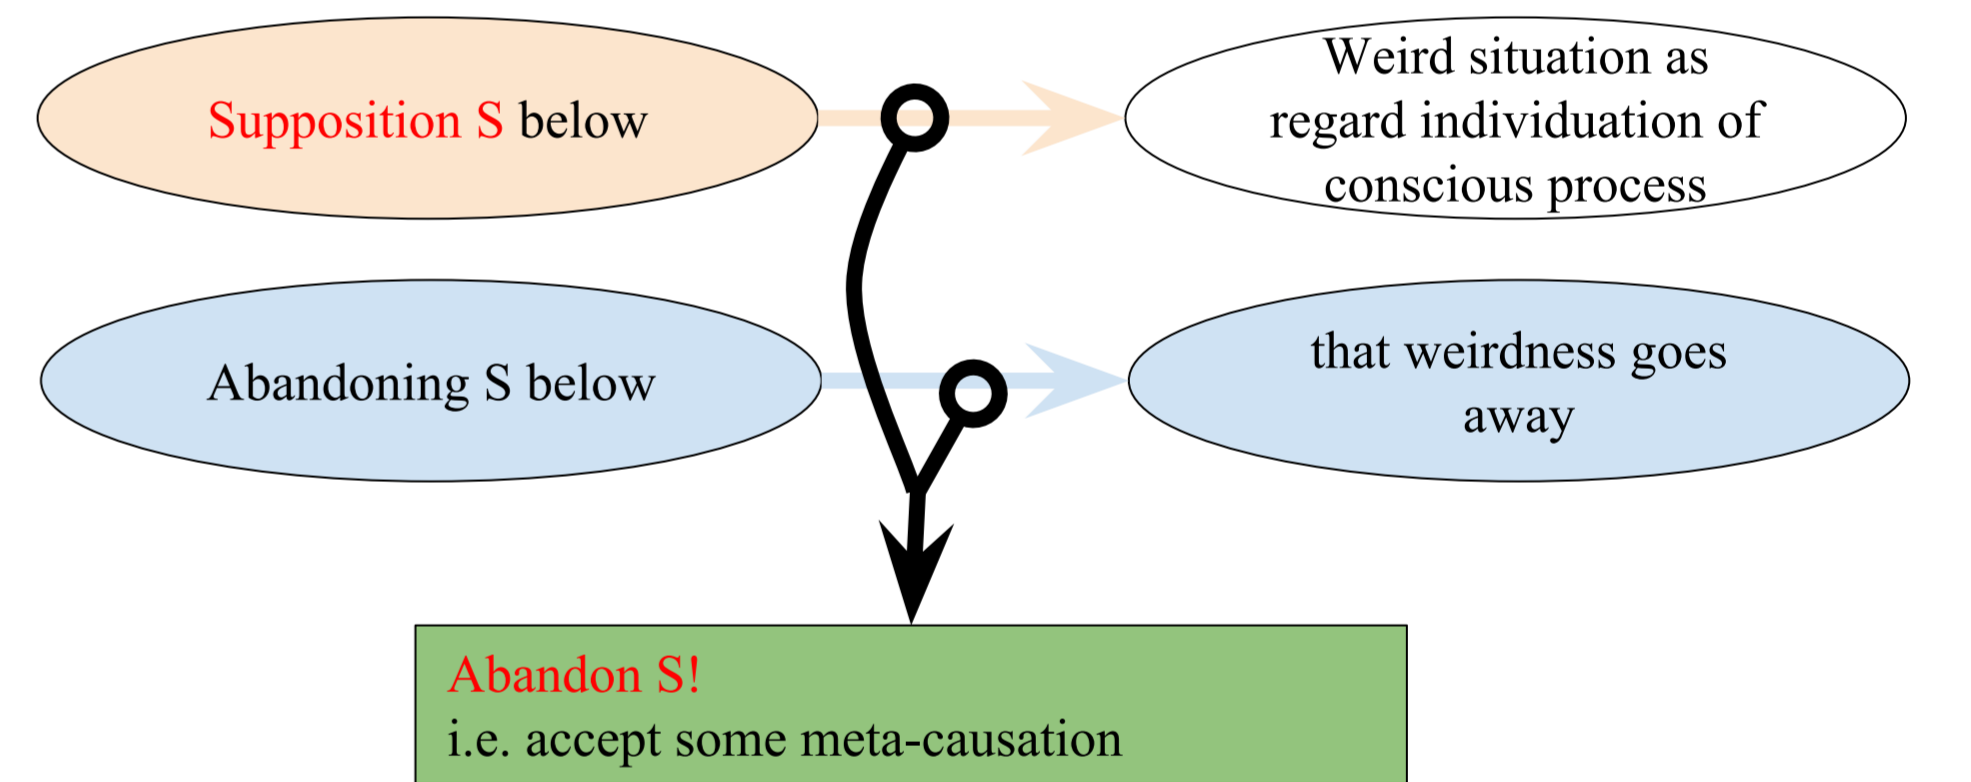 Supposition S below
Weird situation as
regard individuation of
conscious process
Abandoning S below
that weirdness goes
away
Abandon S!
i.e. accept some meta-causation